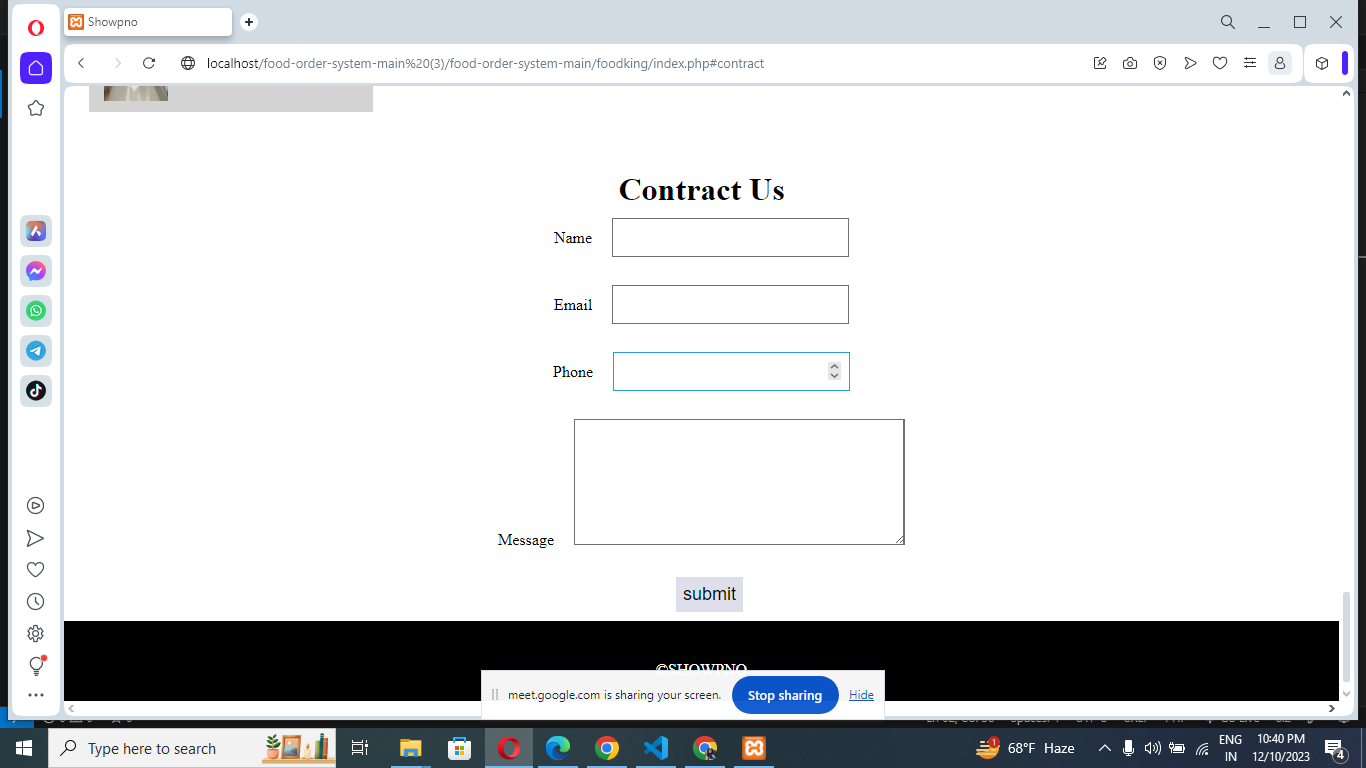 Showpno
localhost/food-order-system-main%20(3)/food-order-system-main/foodking/index.php#contract
Contract Us
Name
Email
Phone
Message
submit
©SHOWPNO
meet.google.com is sharing your screen.
Stop sharing
Hide
Type here to search
68°F Haze
ENG
IN
10:40 PM
12/10/2023
1
4